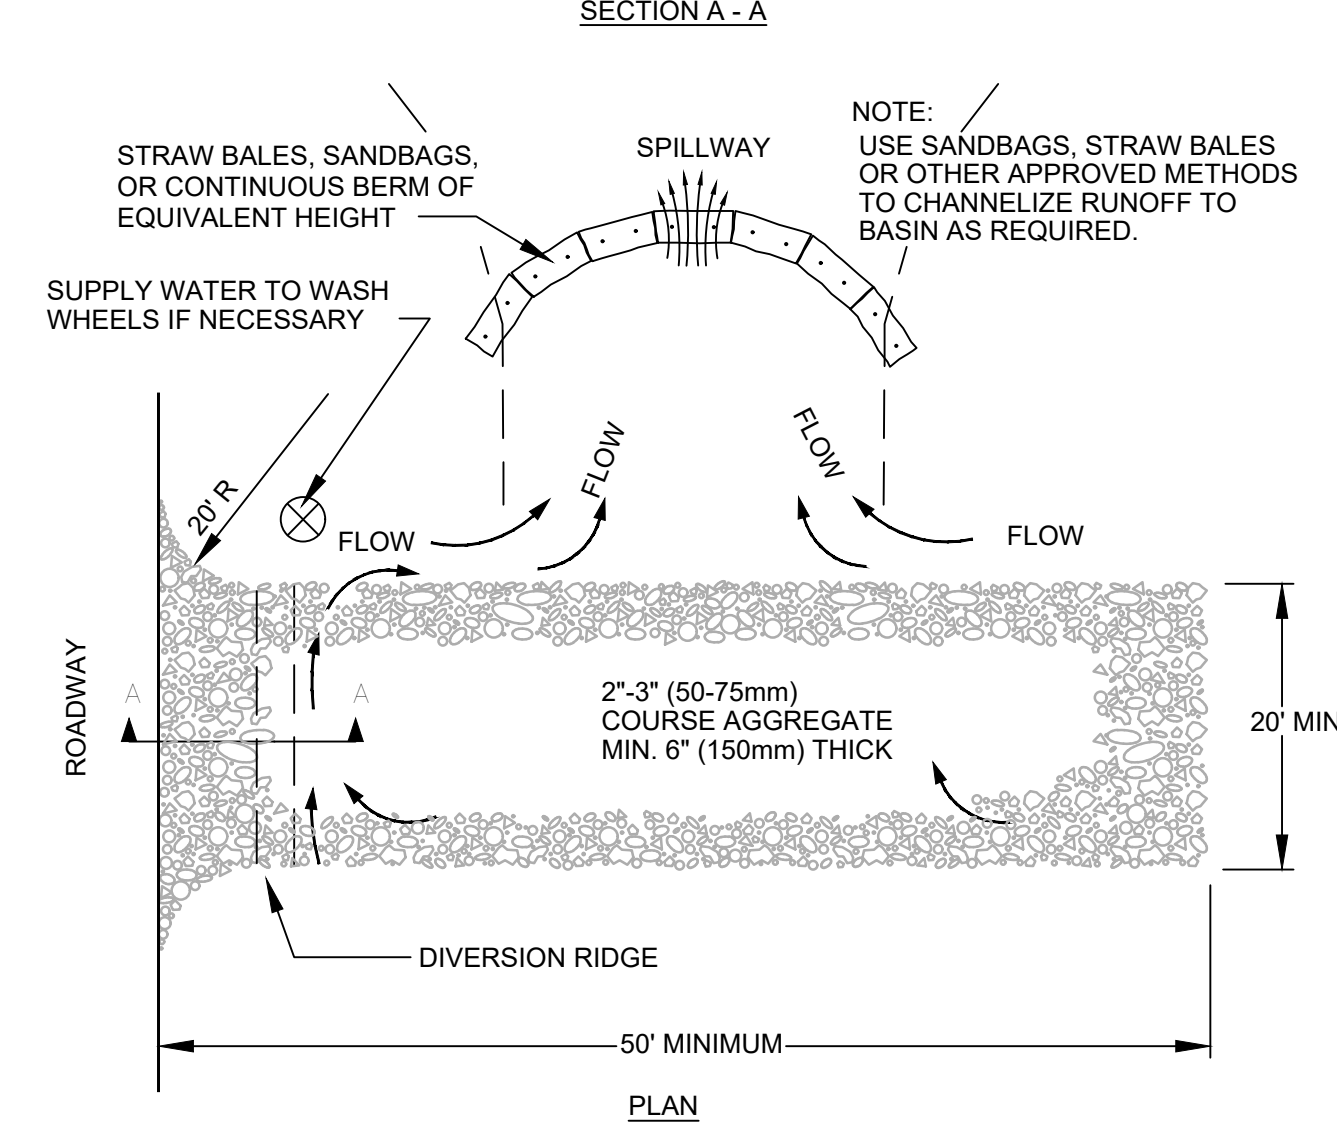 SECTION A - A
NOTE:
USE SANDBAGS, STRAW BALES
OR OTHER APPROVED METHODS
TO CHANNELIZE RUNOFF TO
BASIN AS REQUIRED.
SPILLWAY
STRAW BALES, SANDBAGS,
OR CONTINUOUS BERM OF
EQUIVALENT HEIGHT
SUPPLY WATER TO WASH
WHEELS IF NECESSARY
FLOW
FLOW
20' R
FLOW
FLOW
ROADWAY
A
A
2"-3" (50-75mm)
COURSE AGGREGATE
MIN. 6" (150mm) THICK
20' MIN
DIVERSION RIDGE
50' MINIMUM
PLAN